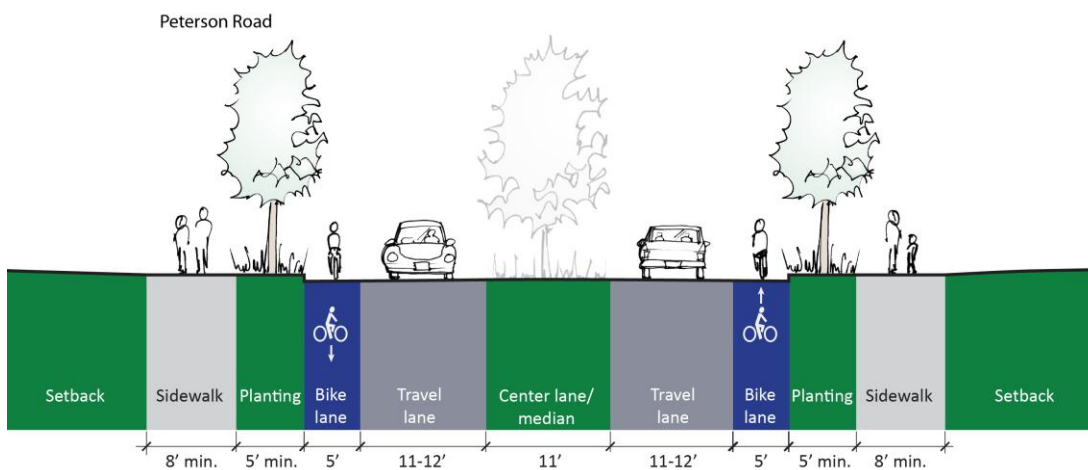 Peterson Road
Setback
Sidewalk
Planting
Bike
lane
Travel
lane
Center lane/
median
Travel
lane
Bike
lane
Planting
Sidewalk
Setback
8’ min.
5’ min.
5’
11-12’
11’
11-12’
5’
5’ min.
8’ min.